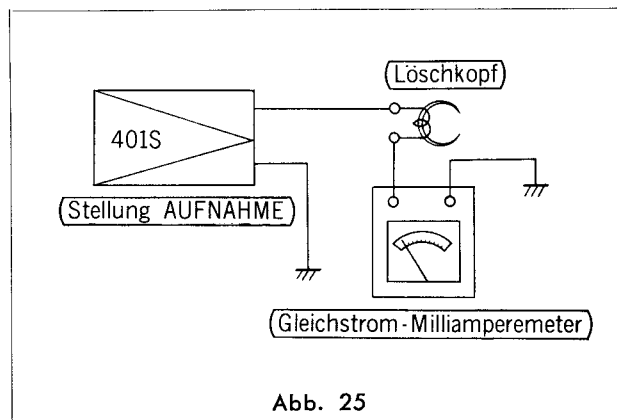 (Löschkopf)
401S
(Stellung AUFNAHME)
(Gleichstrom-Milliamperemeter)
Abb. 25